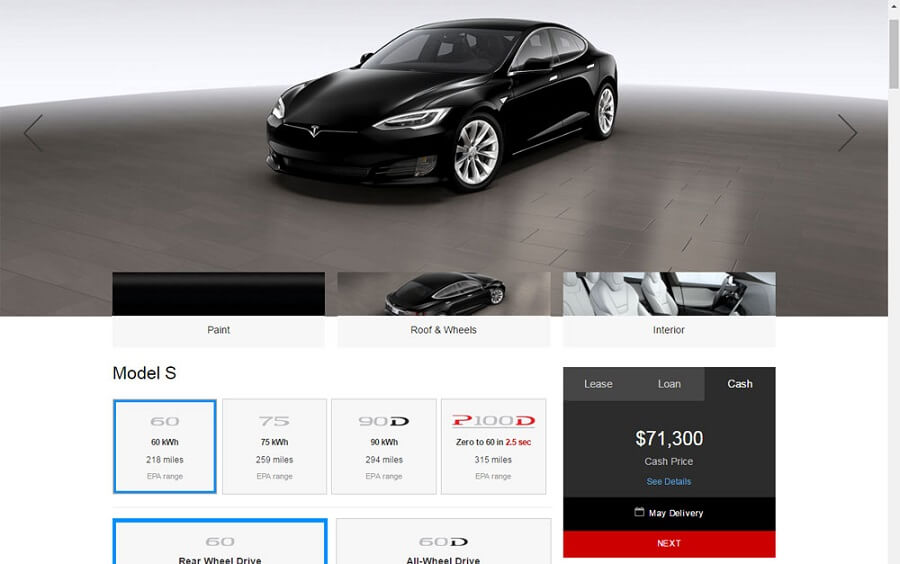 Paint
Roof & Wheels
Interior
Model S
60
60 kWh
218 miles
EPA range
75
75 kWh
259 miles
EPA range
90D
90 kWh
294 miles
EPA range
P100D
Zero to 60 in 2.5 sec
315 miles
EPA range
Lease Loan Cash
$71,300
Cash Price
See Details
May Delivery
NEXT
60
Rear Wheel Drive
60D
All-Wheel Drive